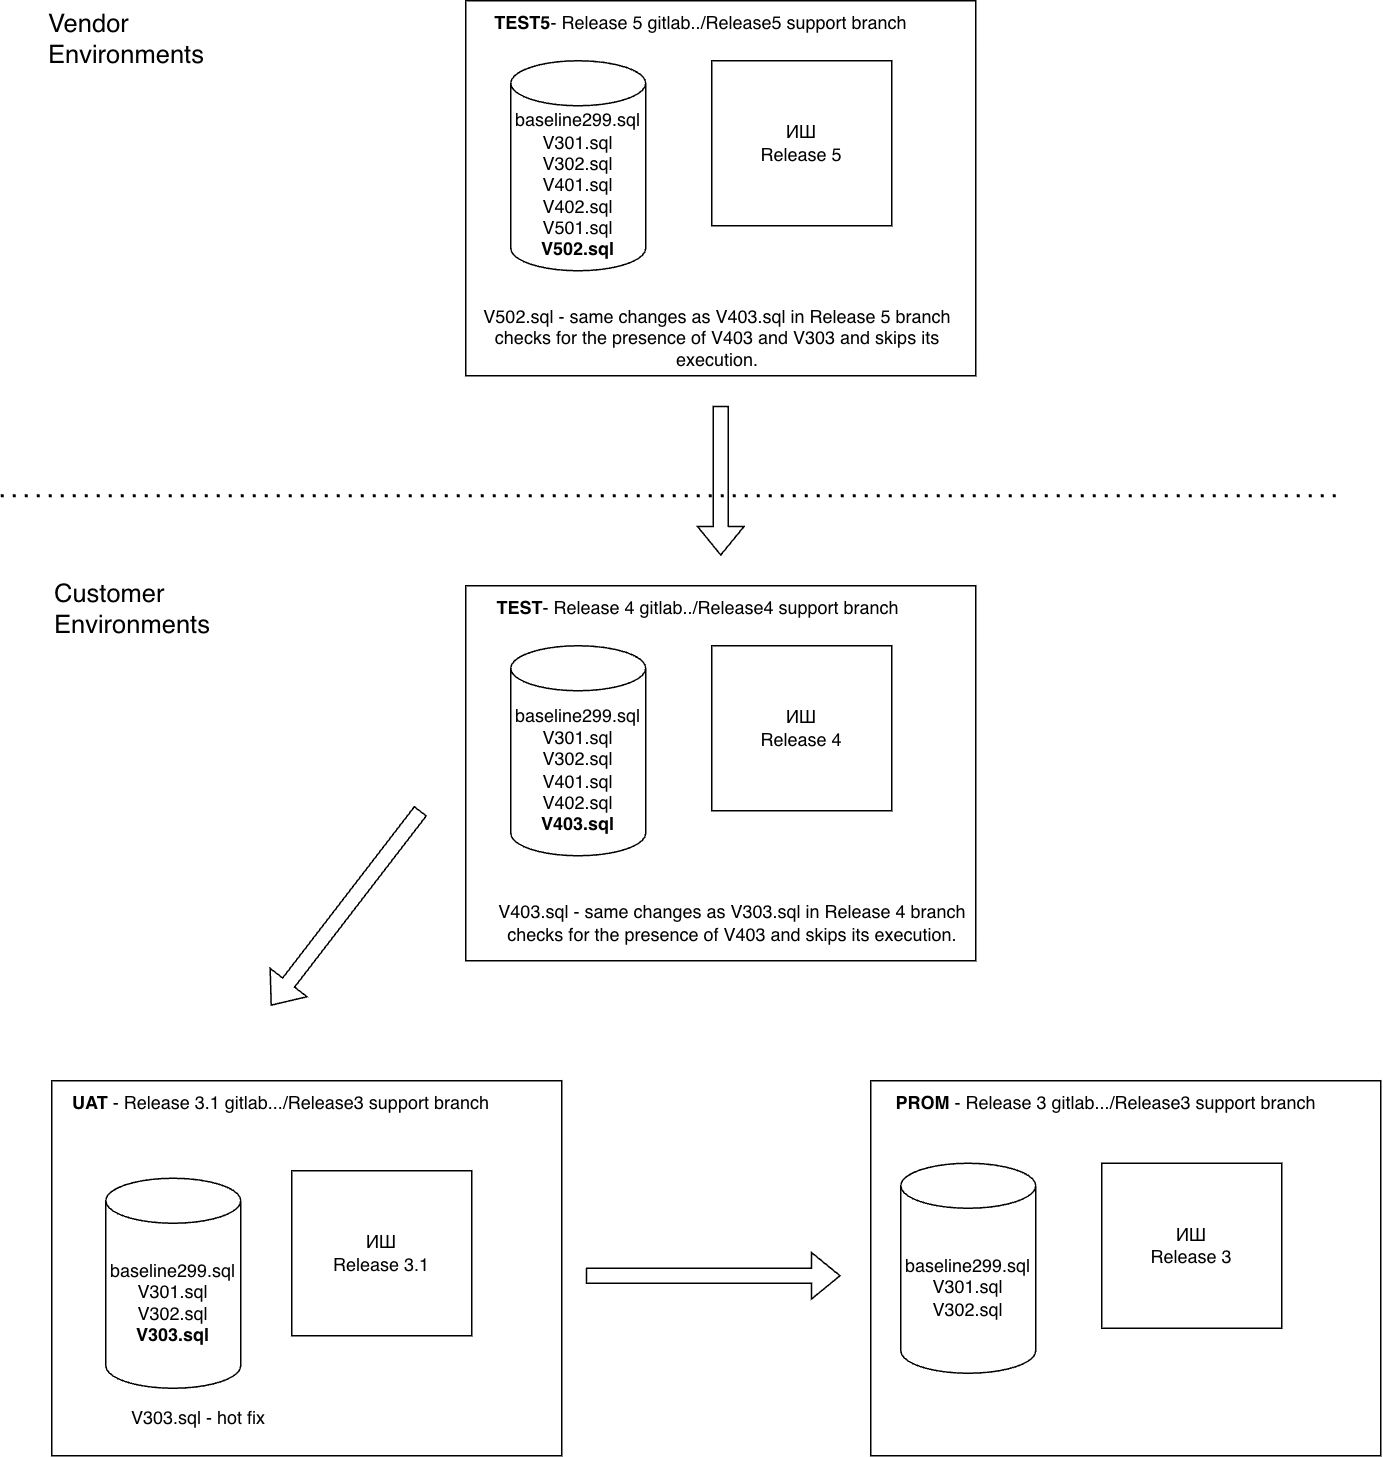 Vendor
Environments
TEST5- Release 5 gitlab../Release5 support branch
baseline299.sql
V301.sql
V302.sql
V401.sql
V402.sql
V501.sql
V502.sql
ИШ
Release 5
V502.sql - same changes as V403.sql in Release 5 branch
checks for the presence of V403 and V303 and skips its
execution.
Customer
Environments
TEST- Release 4 gitlab../Release4 support branch
baseline299.sql
V301.sql
V302.sql
V401.sql
V402.sql
V403.sql
ИШ
Release 4
V403.sql - same changes as V303.sql in Release 4 branch
checks for the presence of V403 and skips its execution.
UAT - Release 3.1 gitlab.../Release3 support branch
baseline299.sql
V301.sql
V302.sql
V303.sql
ИШ
Release 3.1
V303.sql - hot fix
PROM - Release 3 gitlab.../Release3 support branch
baseline299.sql
V301.sql
V302.sql
ИШ
Release 3